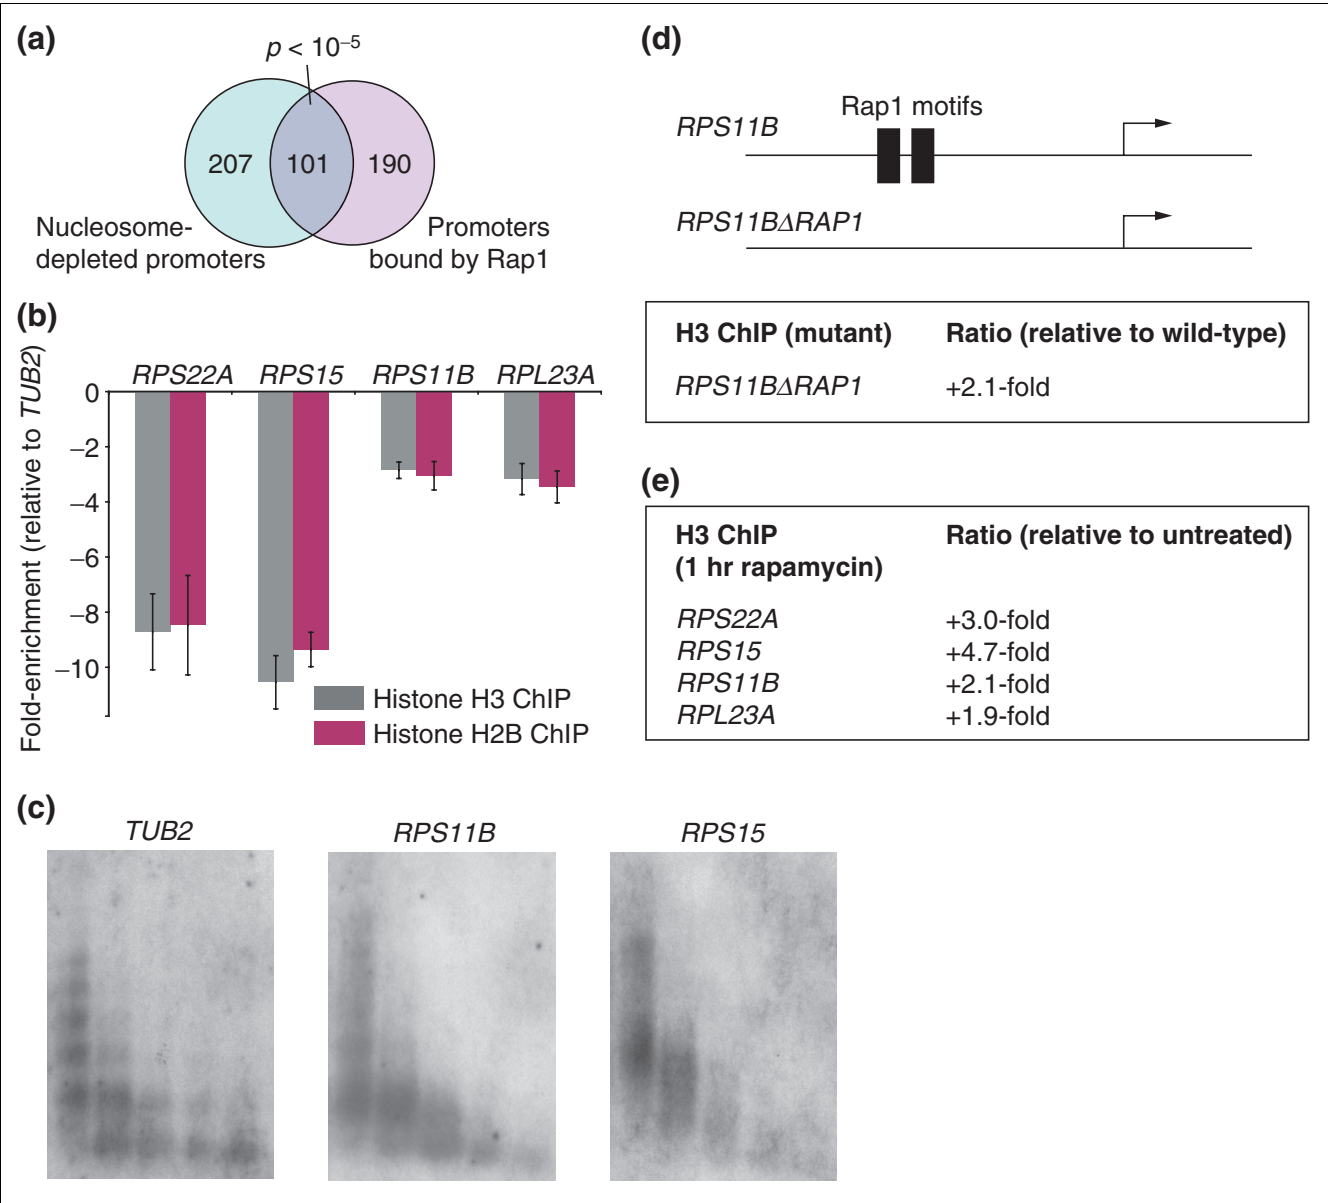 (a)
p < 10⁻⁵
207 101 190
Nucleosome-
depleted promoters
Promoters
bound by Rap1
(b)
Fold-enrichment (relative to TUB2)
RPS22A RPS15 RPS11B RPL23A
0
−2
−4
−6
−8
−10
Histone H3 ChIP
Histone H2B ChIP
(c)
TUB2 RPS11B RPS15
(d)
Rap1 motifs
RPS11B
RPS11BΔRAP1
H3 ChIP (mutant) Ratio (relative to wild-type)
RPS11BΔRAP1 +2.1-fold
(e)
H3 ChIP Ratio (relative to untreated)
(1 hr rapamycin)
RPS22A +3.0-fold
RPS15 +4.7-fold
RPS11B +2.1-fold
RPL23A +1.9-fold